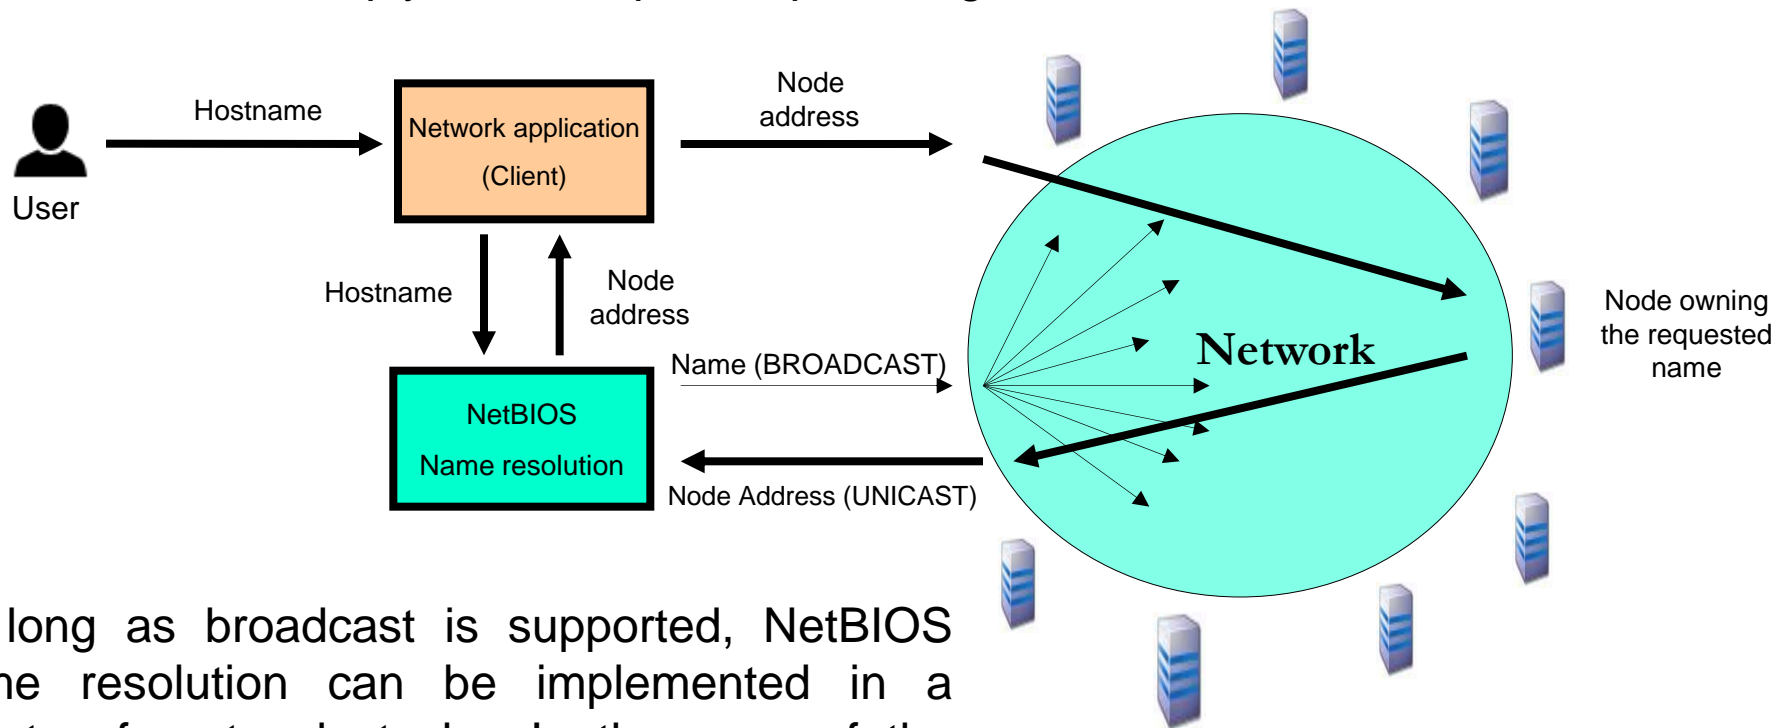 Hostname
Node
address
Network application
(Client)
User
Hostname
Node
address
Name (BROADCAST)
Network
Node owning
the requested
name
NetBIOS
Name resolution
Node Address (UNICAST)
long as broadcast is supported, NetBIOS
resolution can be implemented in a